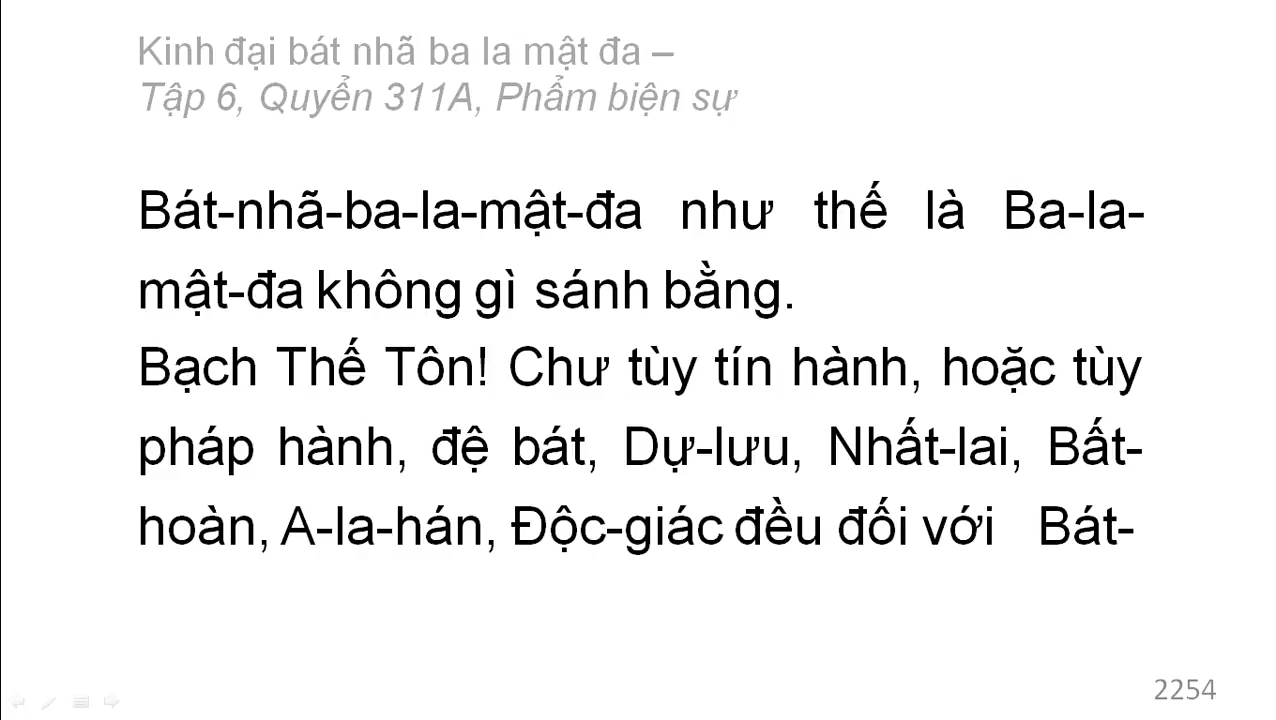 Kinh đại bát nhã ba la mật đa –
Tập 6, Quyển 311A, Phẩm biện sự
Bát-nhã-ba-la-mật-đa như thế là Ba-la-
mật-đa không gì sánh bằng.
Bạch Thế Tôn! Chư tùy tín hành, hoặc tùy
pháp hành, đệ bát, Dự-lưu, Nhất-lai, Bất-
hoàn, A-la-hán, Độc-giác đều đối với Bát-
2254